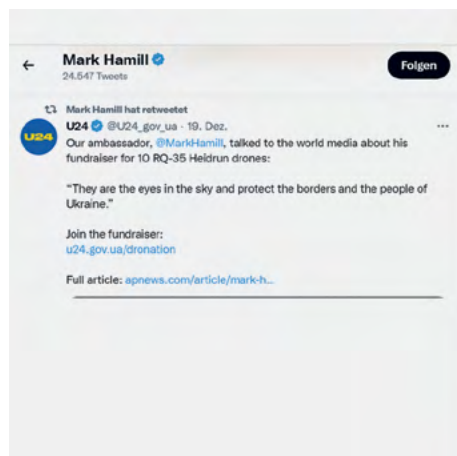 Mark Hamill
24.547 Tweets
Folgen
Mark Hamill hat retweetet
U24
U24 @U24_gov_ua · 19. Dez.
Our ambassador, @MarkHamill, talked to the world media about his
fundraiser for 10 RQ-35 Heidrun drones:
“They are the eyes in the sky and protect the borders and the people of
Ukraine.”
Join the fundraiser:
u24.gov.ua/dronation
Full article: apnews.com/article/mark-h...